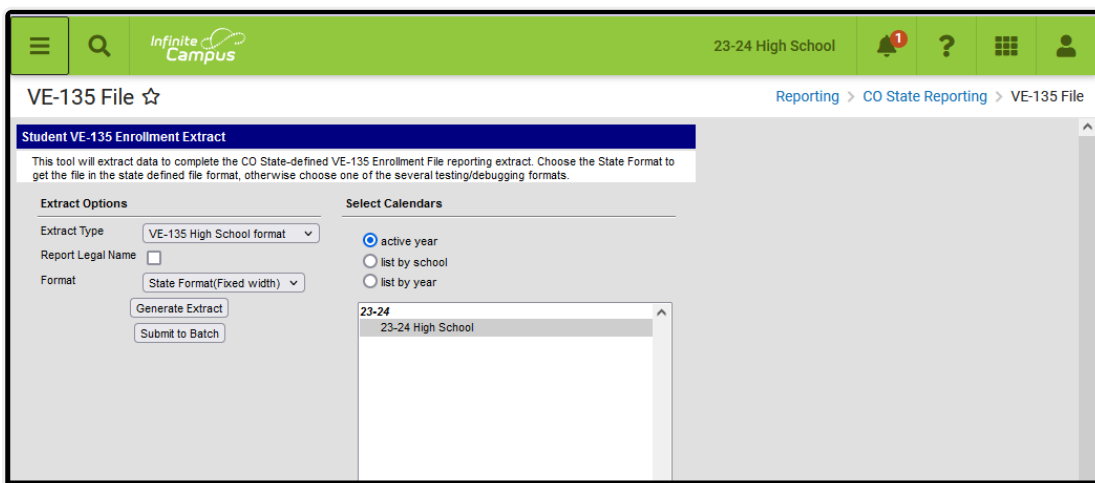 Infinite Campus
23-24 High School
1
?
VE-135 File
Reporting > CO State Reporting > VE-135 File
Student VE-135 Enrollment Extract
This tool will extract data to complete the CO State-defined VE-135 Enrollment File reporting extract. Choose the State Format to
get the file in the state defined file format, otherwise choose one of the several testing/debugging formats.
Extract Options
Extract Type
VE-135 High School format
Report Legal Name
Format
State Format(Fixed width)
Generate Extract
Submit to Batch
Select Calendars
active year
list by school
list by year
23-24
23-24 High School